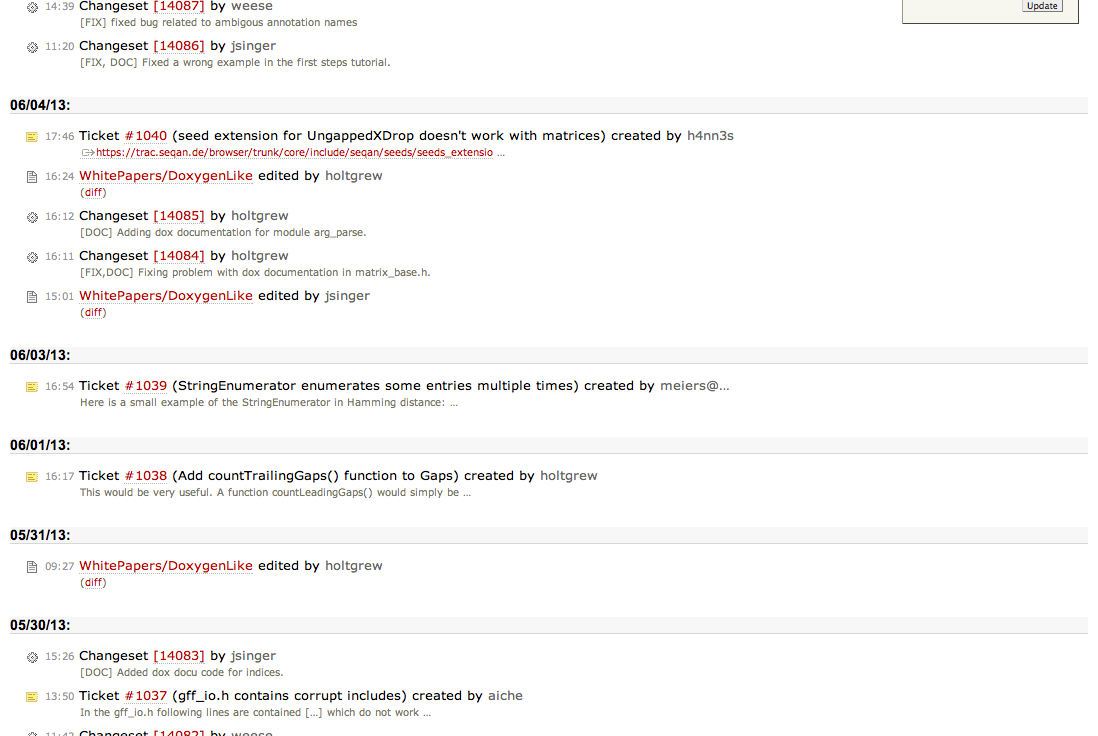 14:39 Changeset [14087] by weese
Update
[FIX] fixed bug related to ambigous annotation names
11:20 Changeset [14086] by jsinger
[FIX, DOC] Fixed a wrong example in the first steps tutorial.
06/04/13:
17:46 Ticket #1040 (seed extension for UngappedXDrop doesn't work with matrices) created by h4nn3s
https://trac.seqan.de/browser/trunk/core/include/seqan/seeds/seeds_extensio ...
16:24 WhitePapers/DoxygenLike edited by holtgrew
(diff)
16:12 Changeset [14085] by holtgrew
[DOC] Adding dox documentation for module arg_parse.
16:11 Changeset [14084] by holtgrew
[FIX,DOC] Fixing problem with dox documentation in matrix_base.h.
15:01 WhitePapers/DoxygenLike edited by jsinger
(diff)
06/03/13:
16:54 Ticket #1039 (StringEnumerator enumerates some entries multiple times) created by meiers@...
Here is a small example of the StringEnumerator in Hamming distance: ...
06/01/13:
16:17 Ticket #1038 (Add countTrailingGaps() function to Gaps) created by holtgrew
This would be very useful. A function countLeadingGaps() would simply be ...
05/31/13:
09:27 WhitePapers/DoxygenLike edited by holtgrew
(diff)
05/30/13:
15:26 Changeset [14083] by jsinger
[DOC] Added dox docu code for indices.
13:50 Ticket #1037 (gff_io.h contains corrupt includes) created by aiche
In the gff_io.h following lines are contained [...] which do not work ...
11:43 Changeset [14082] by weese